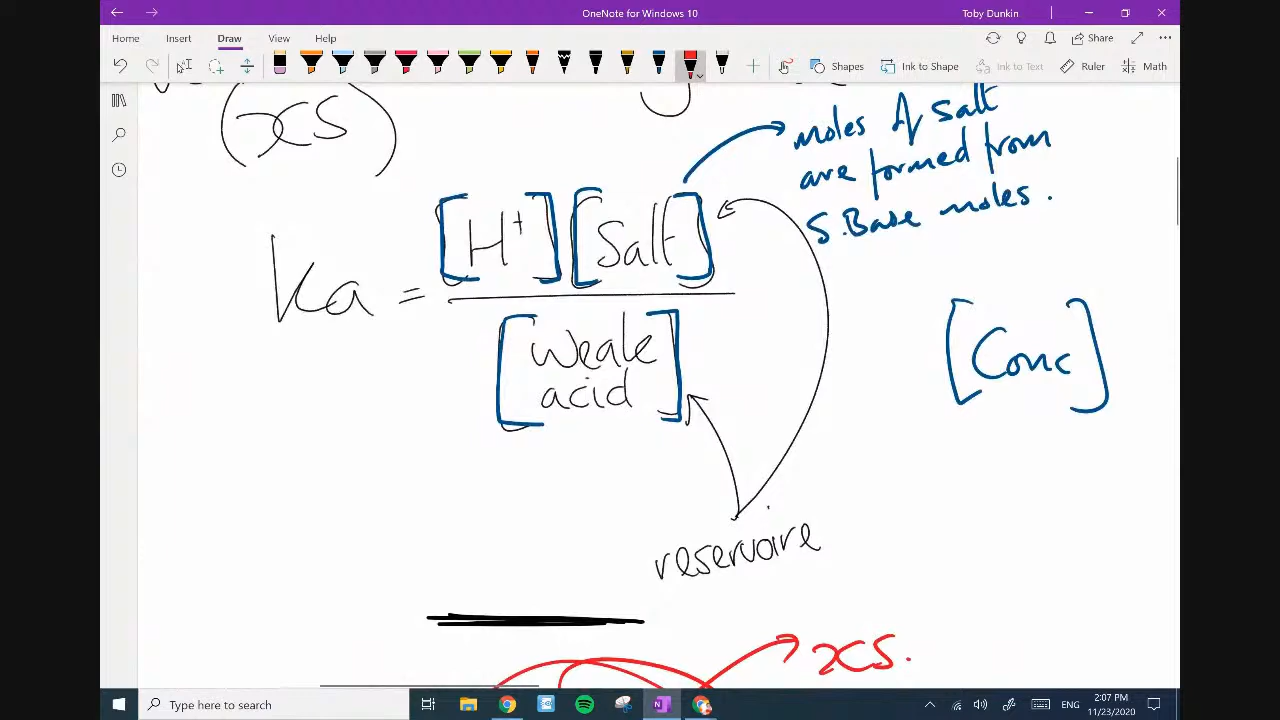 OneNote for Windows 10
Toby Dunkin
Home
Insert
Draw
View
Help
Share
Shapes
Ink to Shape
Ink to Text
Ruler
Math
(xcs)
moles of salt
are formed from
S.Base moles.
Ka = [H+] [Salt]
[Weak
acid]
[Conc]
reservoire
xcs.
Type here to search
ENG
2:07 PM
11/23/2020